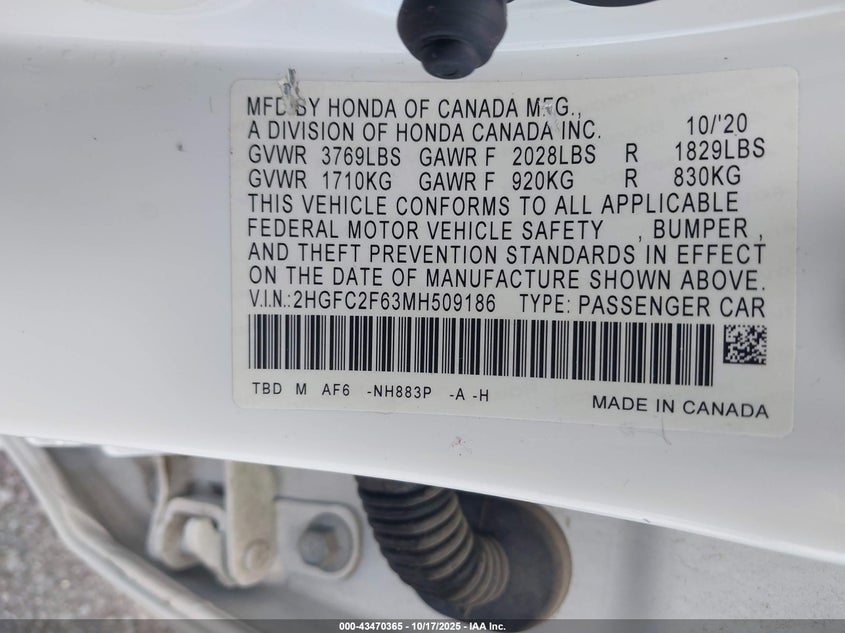 MFD BY HONDA OF CANADA MFG.,
A DIVISION OF HONDA CANADA INC. 10/'20
GVWR 3769LBS GAWR F 2028LBS R 1829LBS
GVWR 1710KG GAWR F 920KG R 830KG
THIS VEHICLE CONFORMS TO ALL APPLICABLE
FEDERAL MOTOR VEHICLE SAFETY , BUMPER ,
AND THEFT PREVENTION STANDARDS IN EFFECT
ON THE DATE OF MANUFACTURE SHOWN ABOVE.
V.I.N.:2HGFC2F63MH509186 TYPE: PASSENGER CAR
TBD M AF6 -NH883P -A -H
MADE IN CANADA
000-43470365 - 10/17/2025 - IAA Inc.